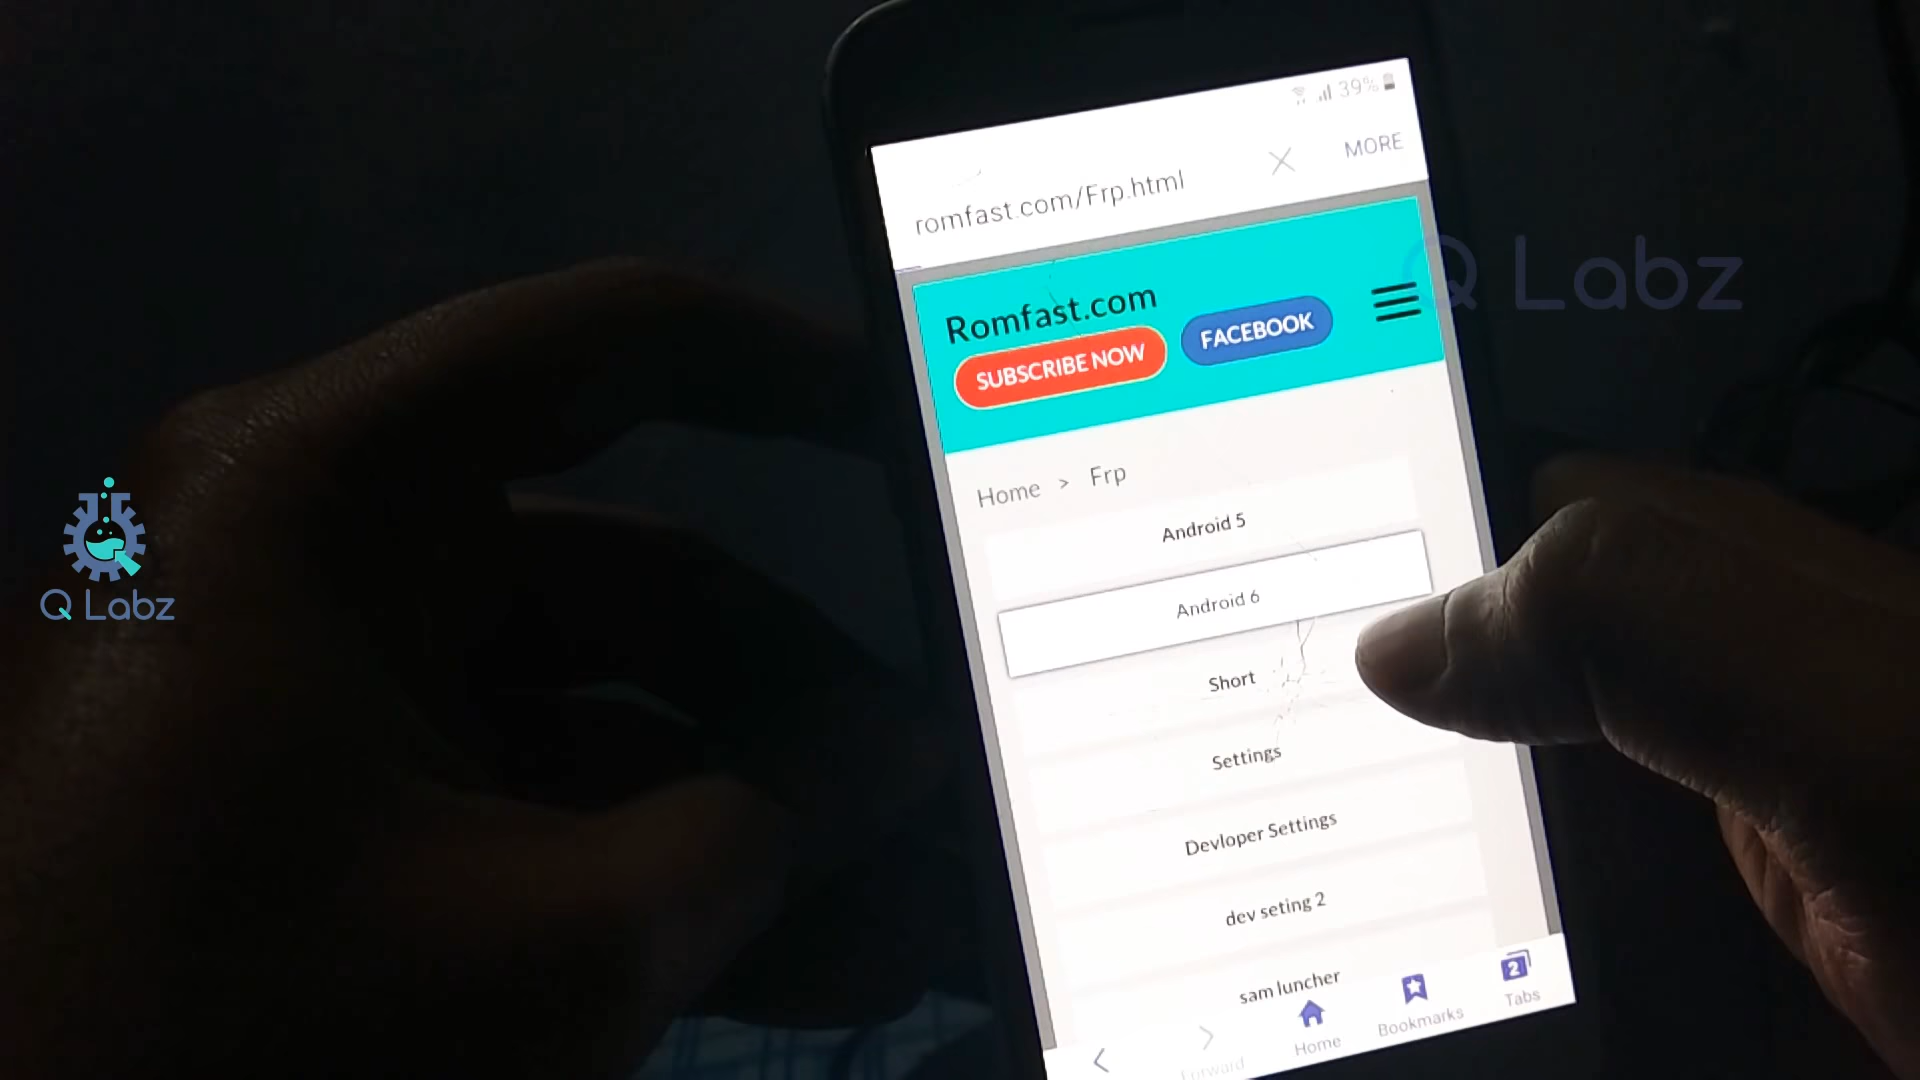 39%
romfast.com/Frp.html
MORE
Romfast.com
SUBSCRIBE NOW
FACEBOOK
Q Labz
Home > Frp
Android 5
Android 6
Short
Settings
Devloper Settings
dev seting 2
sam luncher
Forward
Home
Bookmarks
2
Tabs
Q Labz